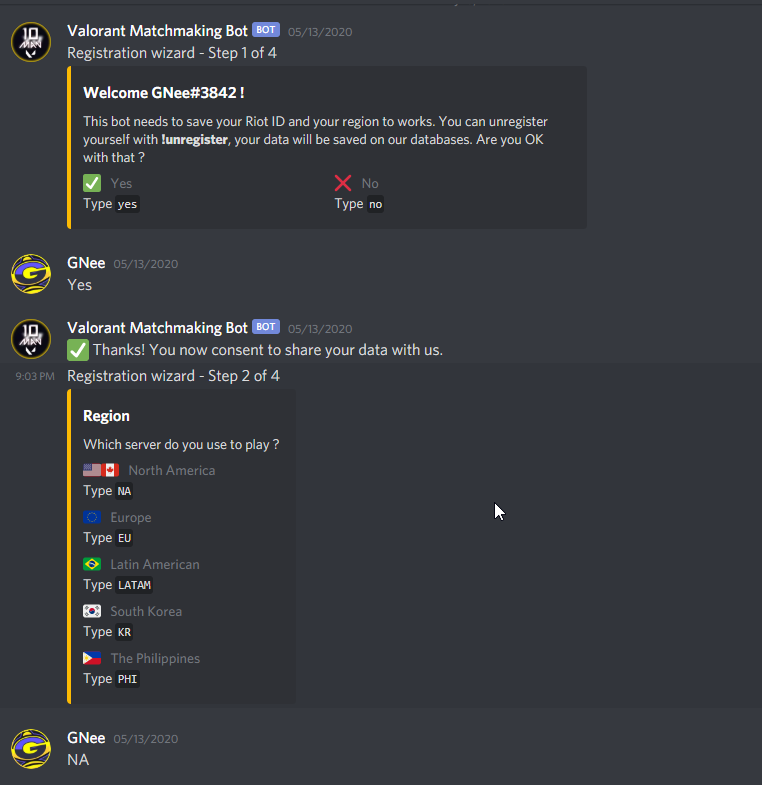 Valorant Matchmaking Bot BOT 05/13/2020
Registration wizard - Step 1 of 4
Welcome GNee#3842 !
This bot needs to save your Riot ID and your region to works. You can unregister
yourself with !unregister, your data will be saved on our databases. Are you OK
with that ?
Yes No
Type yes Type no
GNee 05/13/2020
Yes
Valorant Matchmaking Bot BOT 05/13/2020
Thanks! You now consent to share your data with us.
9:03 PM Registration wizard - Step 2 of 4
Region
Which server do you use to play ?
North America
Type NA
Europe
Type EU
Latin American
Type LATAM
South Korea
Type KR
The Philippines
Type PHI
GNee 05/13/2020
NA